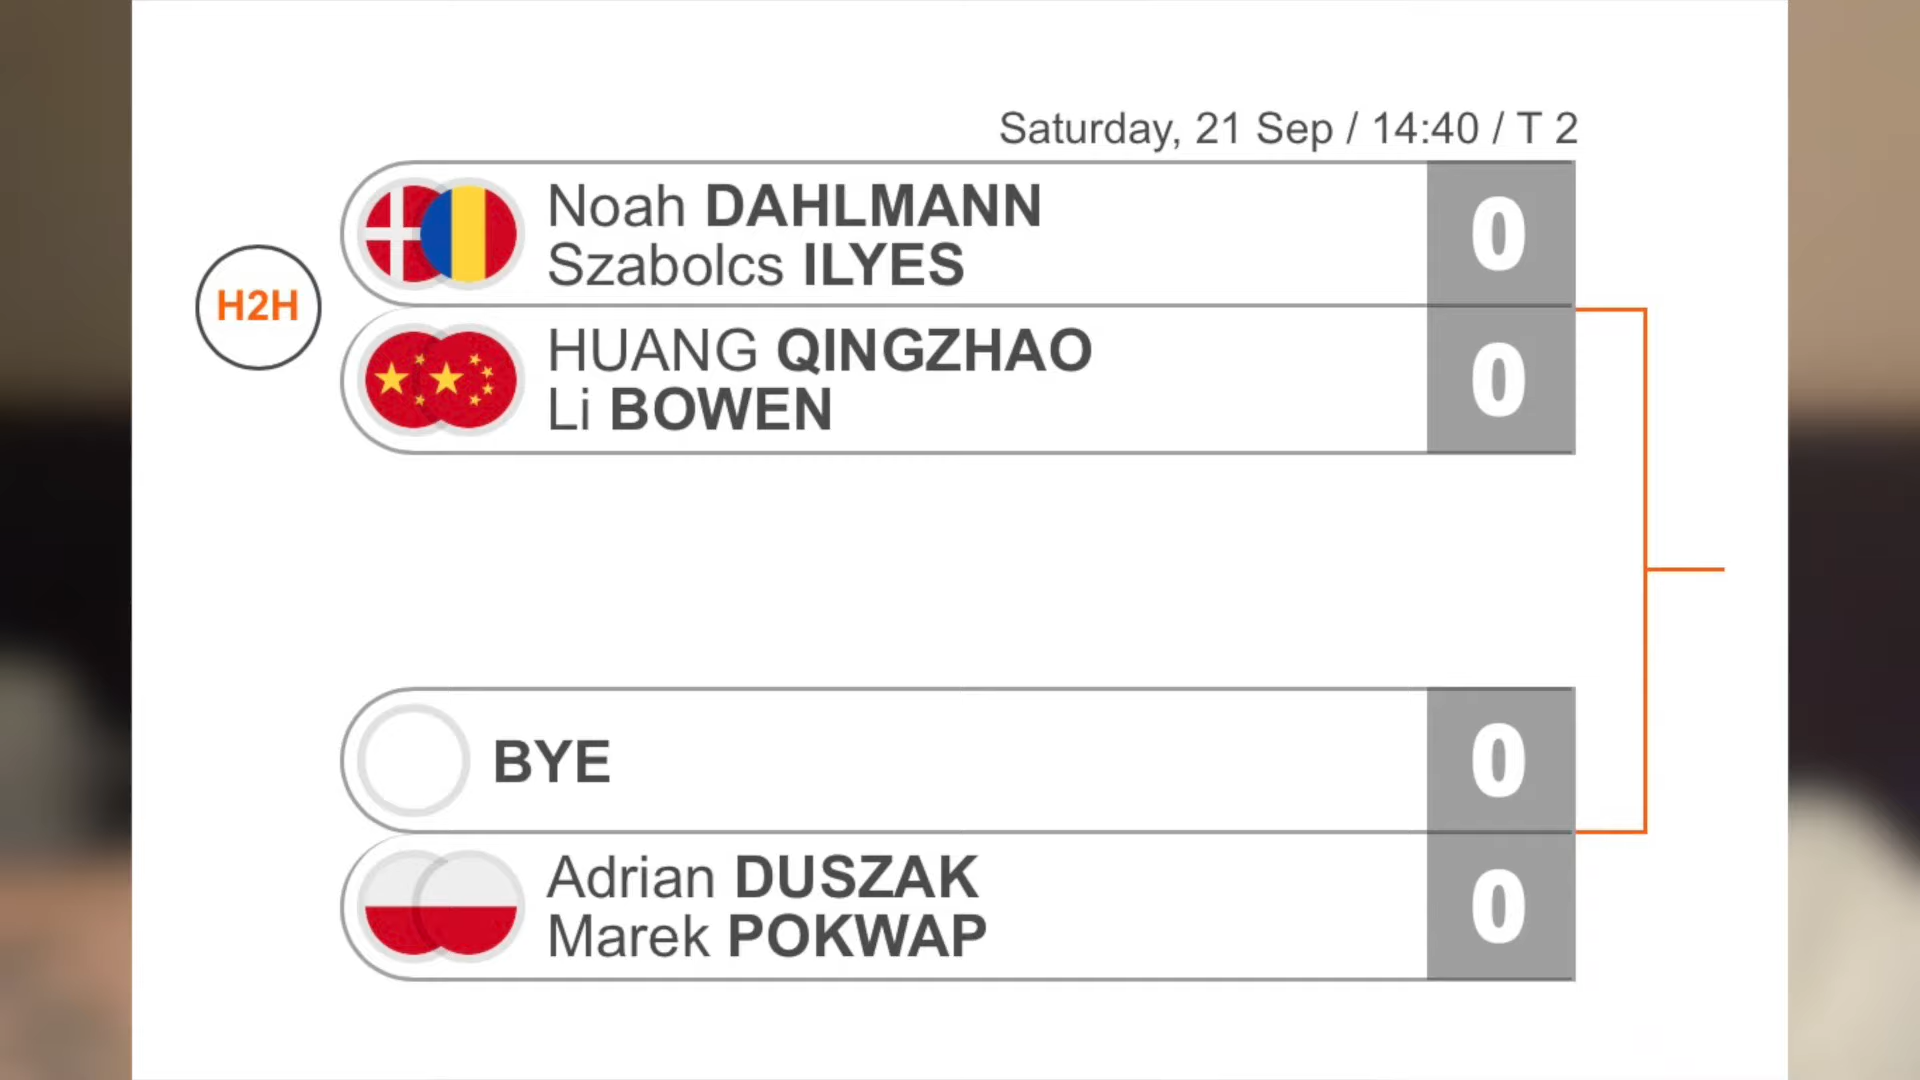 Saturday, 21 Sep / 14:40 / T 2
Noah DAHLMANN
Szabolcs ILYES
0
H2H
HUANG QINGZHAO
Li BOWEN
0
BYE
0
Adrian DUSZAK
Marek POKWAP
0